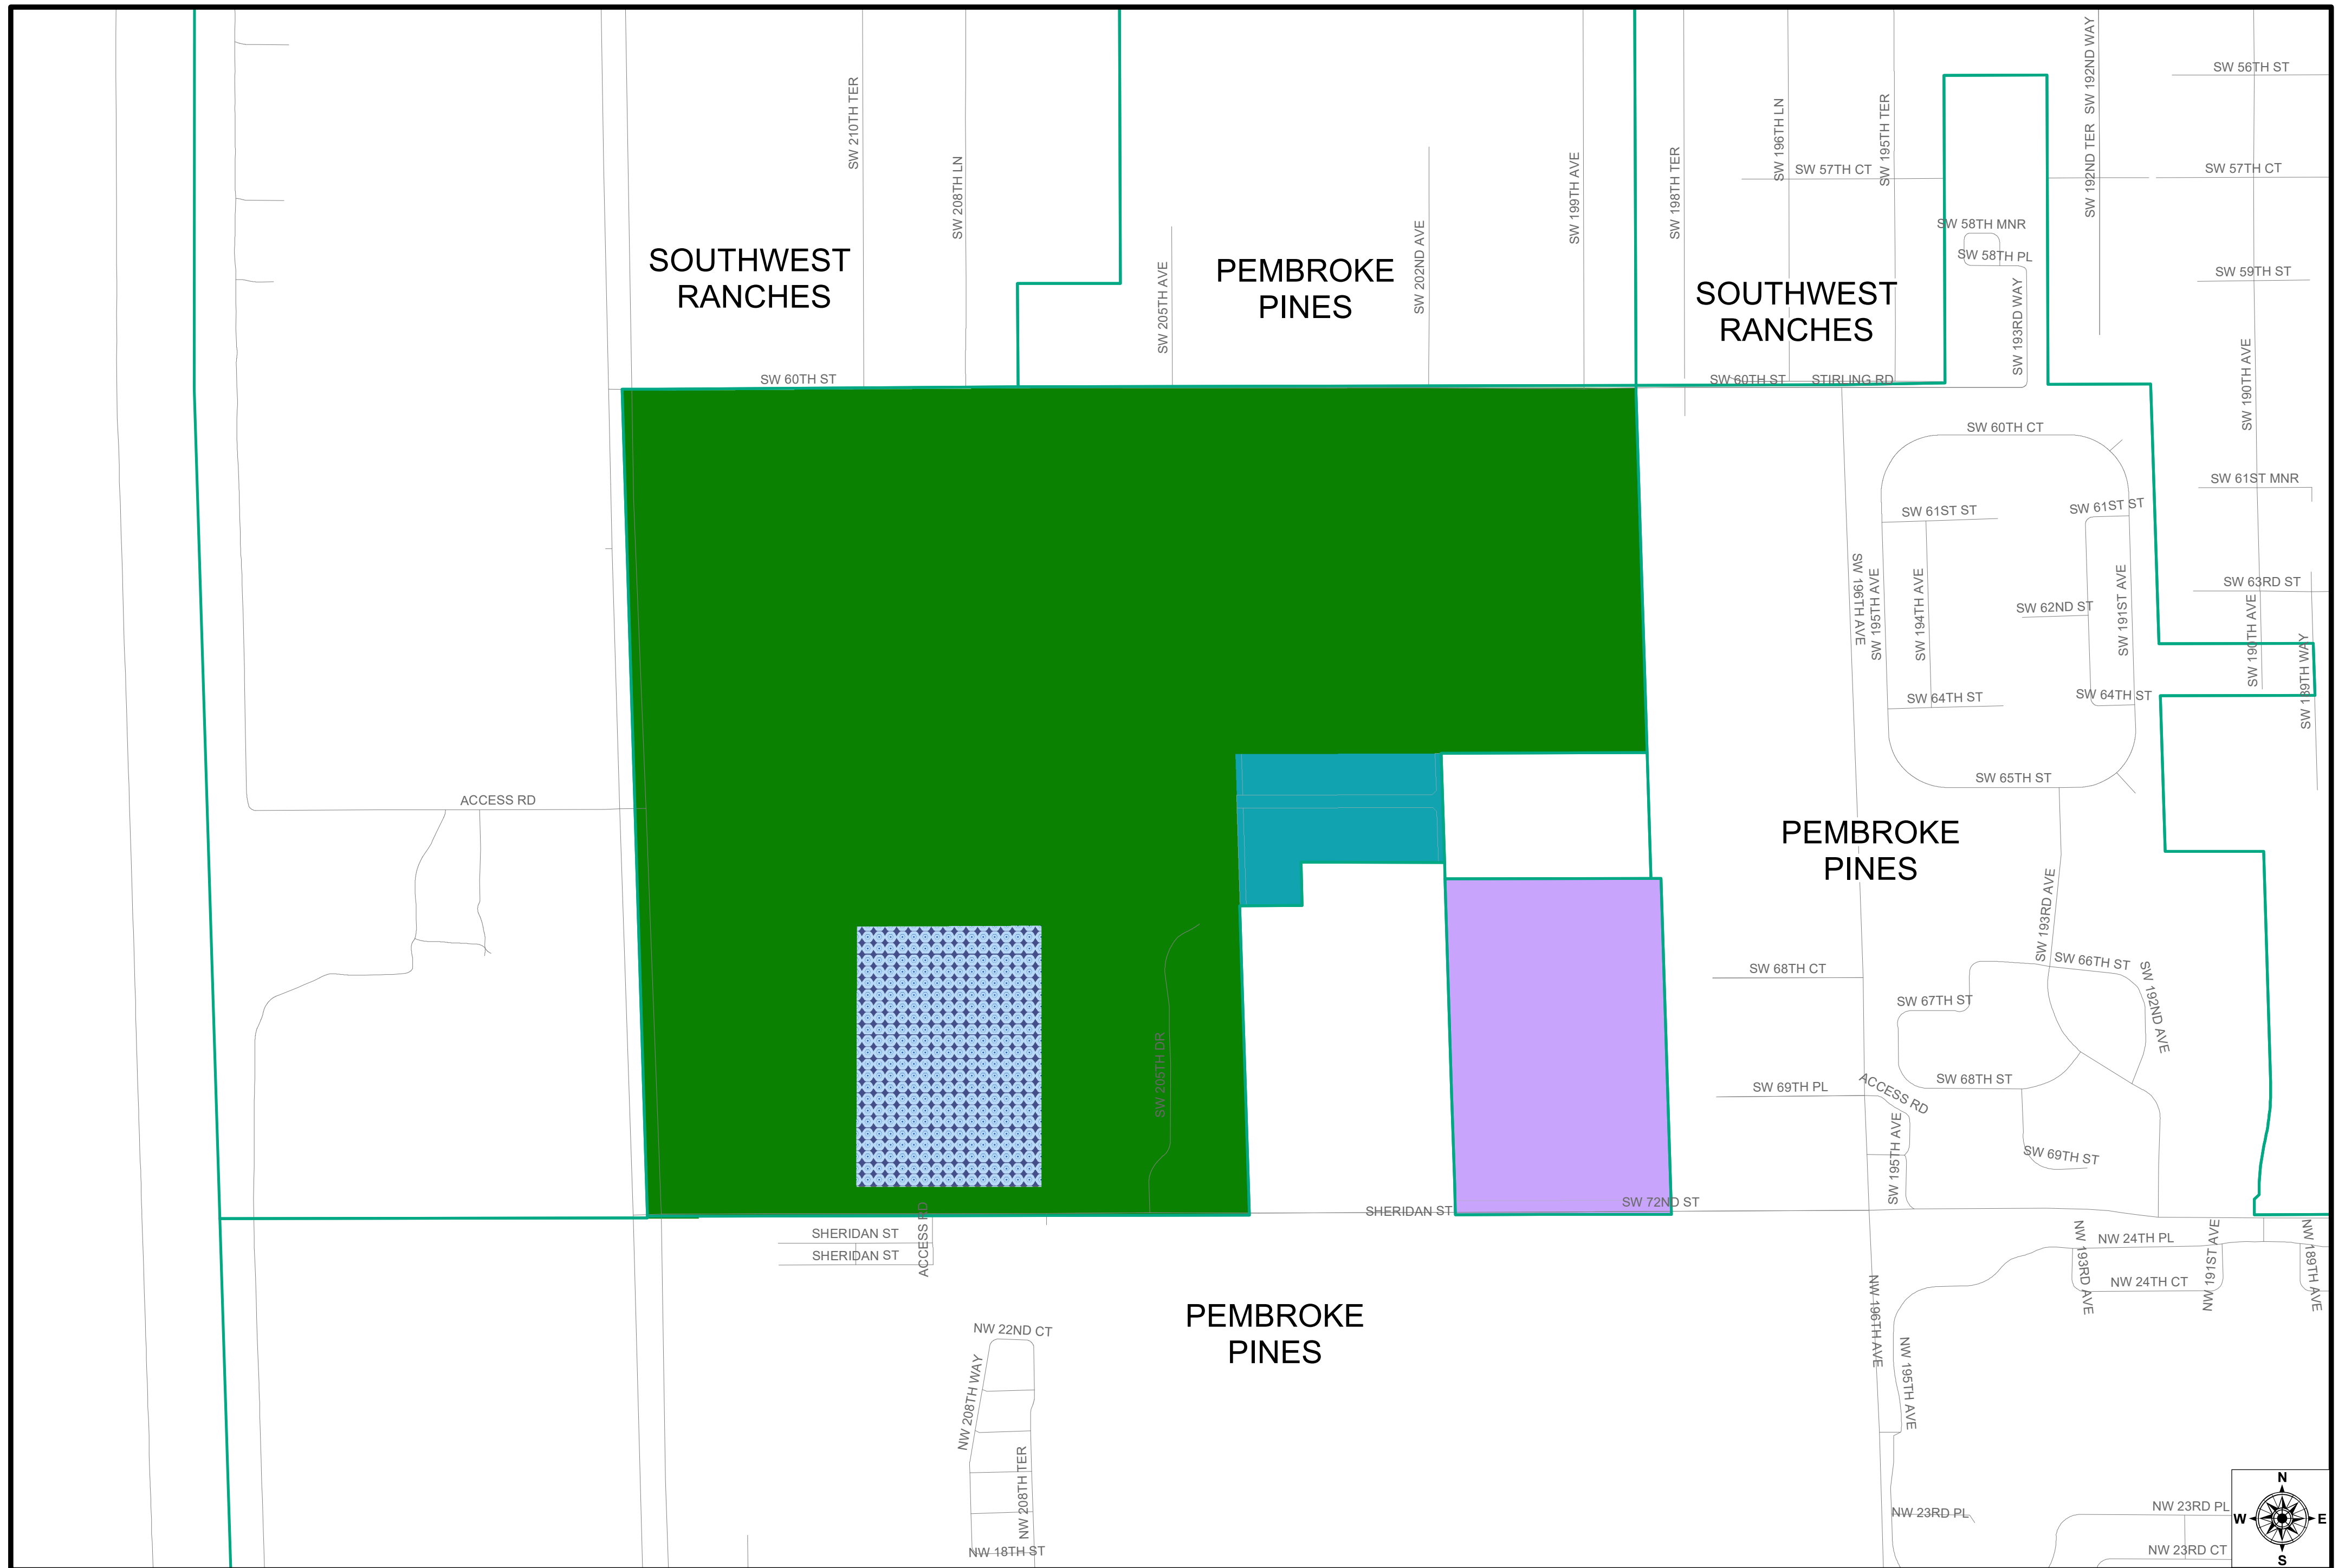 SW 56TH ST
SW 192ND WAY
SW 210TH TER
SW 196TH LN
SW 195TH TER
SW 57TH CT
SW 57TH CT
SW 192ND TER
SW 208TH LN
SW 199TH AVE
SW 198TH TER
SW 58TH MNR
SW 58TH PL
SW 202ND AVE
SOUTHWEST
RANCHES
PEMBROKE
PINES
SOUTHWEST
RANCHES
SW 59TH ST
SW 205TH AVE
SW 193RD WAY
SW 190TH AVE
SW 60TH ST
SW 60TH ST
STIRLING RD
SW 60TH CT
SW 61ST MNR
SW 61ST ST
SW 61ST ST
SW 196TH AVE
SW 195TH AVE
SW 194TH AVE
SW 62ND ST
SW 191ST AVE
SW 63RD ST
SW 190TH AVE
SW 189TH WAY
SW 64TH ST
SW 64TH ST
SW 65TH ST
ACCESS RD
PEMBROKE
PINES
SW 193RD AVE
SW 66TH ST
SW 68TH CT
SW 67TH ST
SW 192ND AVE
SW 205TH DR
SW 69TH PL
ACCESS RD
SW 68TH ST
SW 195TH AVE
SW 69TH ST
SHERIDAN ST
SW 72ND ST
SHERIDAN ST
SHERIDAN ST
ACCESS RD
NW 24TH PL
NW 193RD AVE
NW 191ST AVE
NW 189TH AVE
NW 24TH CT
PEMBROKE
PINES
NW 196TH AVE
NW 195TH AVE
NW 22ND CT
NW 208TH WAY
NW 208TH TER
NW 18TH ST
NW 23RD PL
NW 23RD PL
NW 23RD CT
N
W
E
S